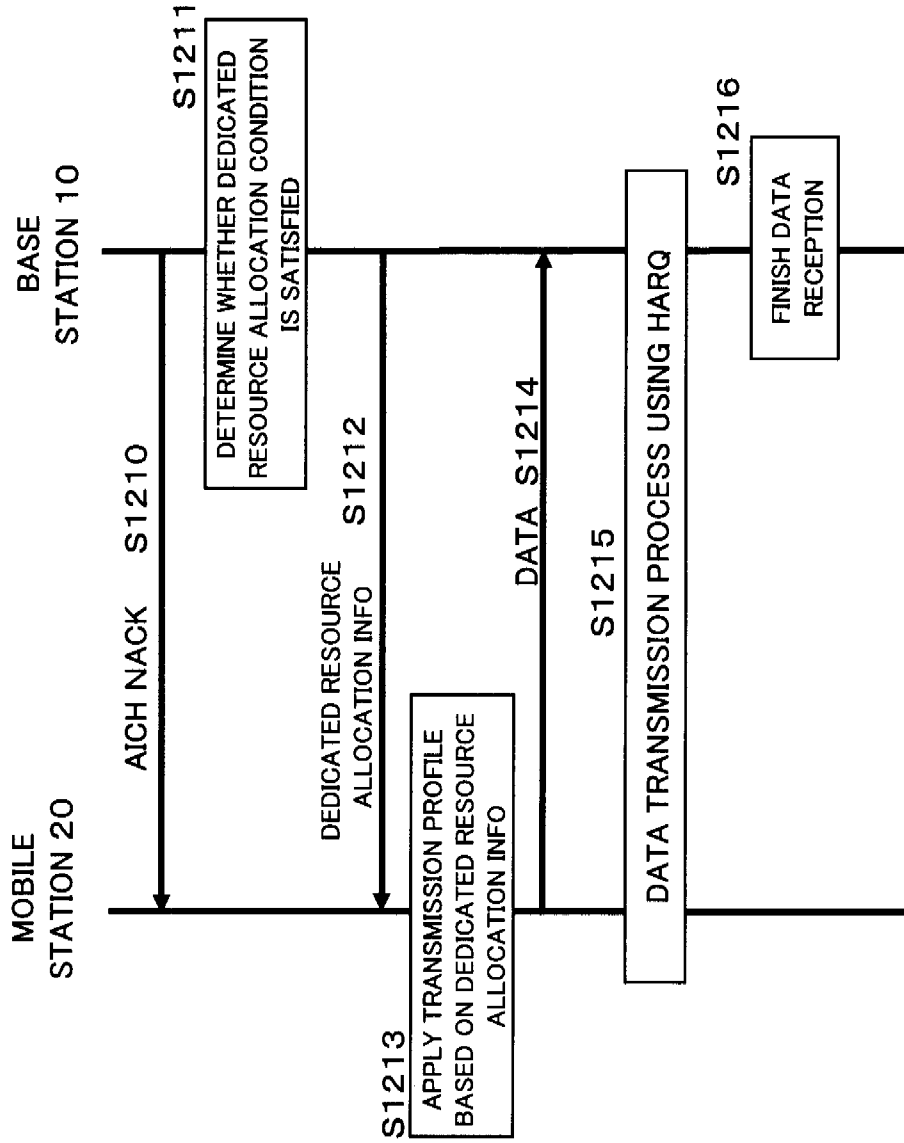 MOBILE
STATION 20
BASE
STATION 10
AICH NACK S1210
S1211
DETERMINE WHETHER DEDICATED
RESOURCE ALLOCATION CONDITION
IS SATISFIED
DEDICATED RESOURCE
ALLOCATION INFO
S1212
S1213
APPLY TRANSMISSION PROFILE
BASED ON DEDICATED RESOURCE
ALLOCATION INFO
DATA S1214
S1215
DATA TRANSMISSION PROCESS USING HARQ
S1216
FINISH DATA
RECEPTION